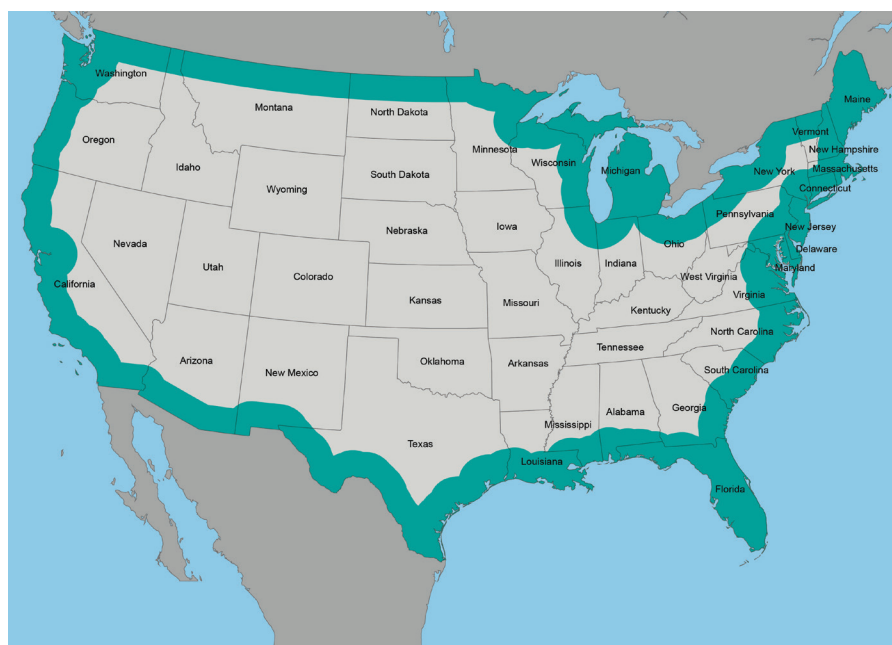 Washington
Montana
North Dakota
Minnesota
Maine
Oregon
Idaho
Wyoming
South Dakota
Wisconsin
Michigan
Vermont
New Hampshire
New York
Massachusetts
Connecticut
Nevada
Utah
Colorado
Nebraska
Iowa
Illinois
Indiana
Ohio
Pennsylvania
New Jersey
Delaware
Maryland
California
Kansas
Missouri
West Virginia
Virginia
Kentucky
Arizona
New Mexico
Oklahoma
Arkansas
Tennessee
North Carolina
South Carolina
Texas
Louisiana
Mississippi
Alabama
Georgia
Florida